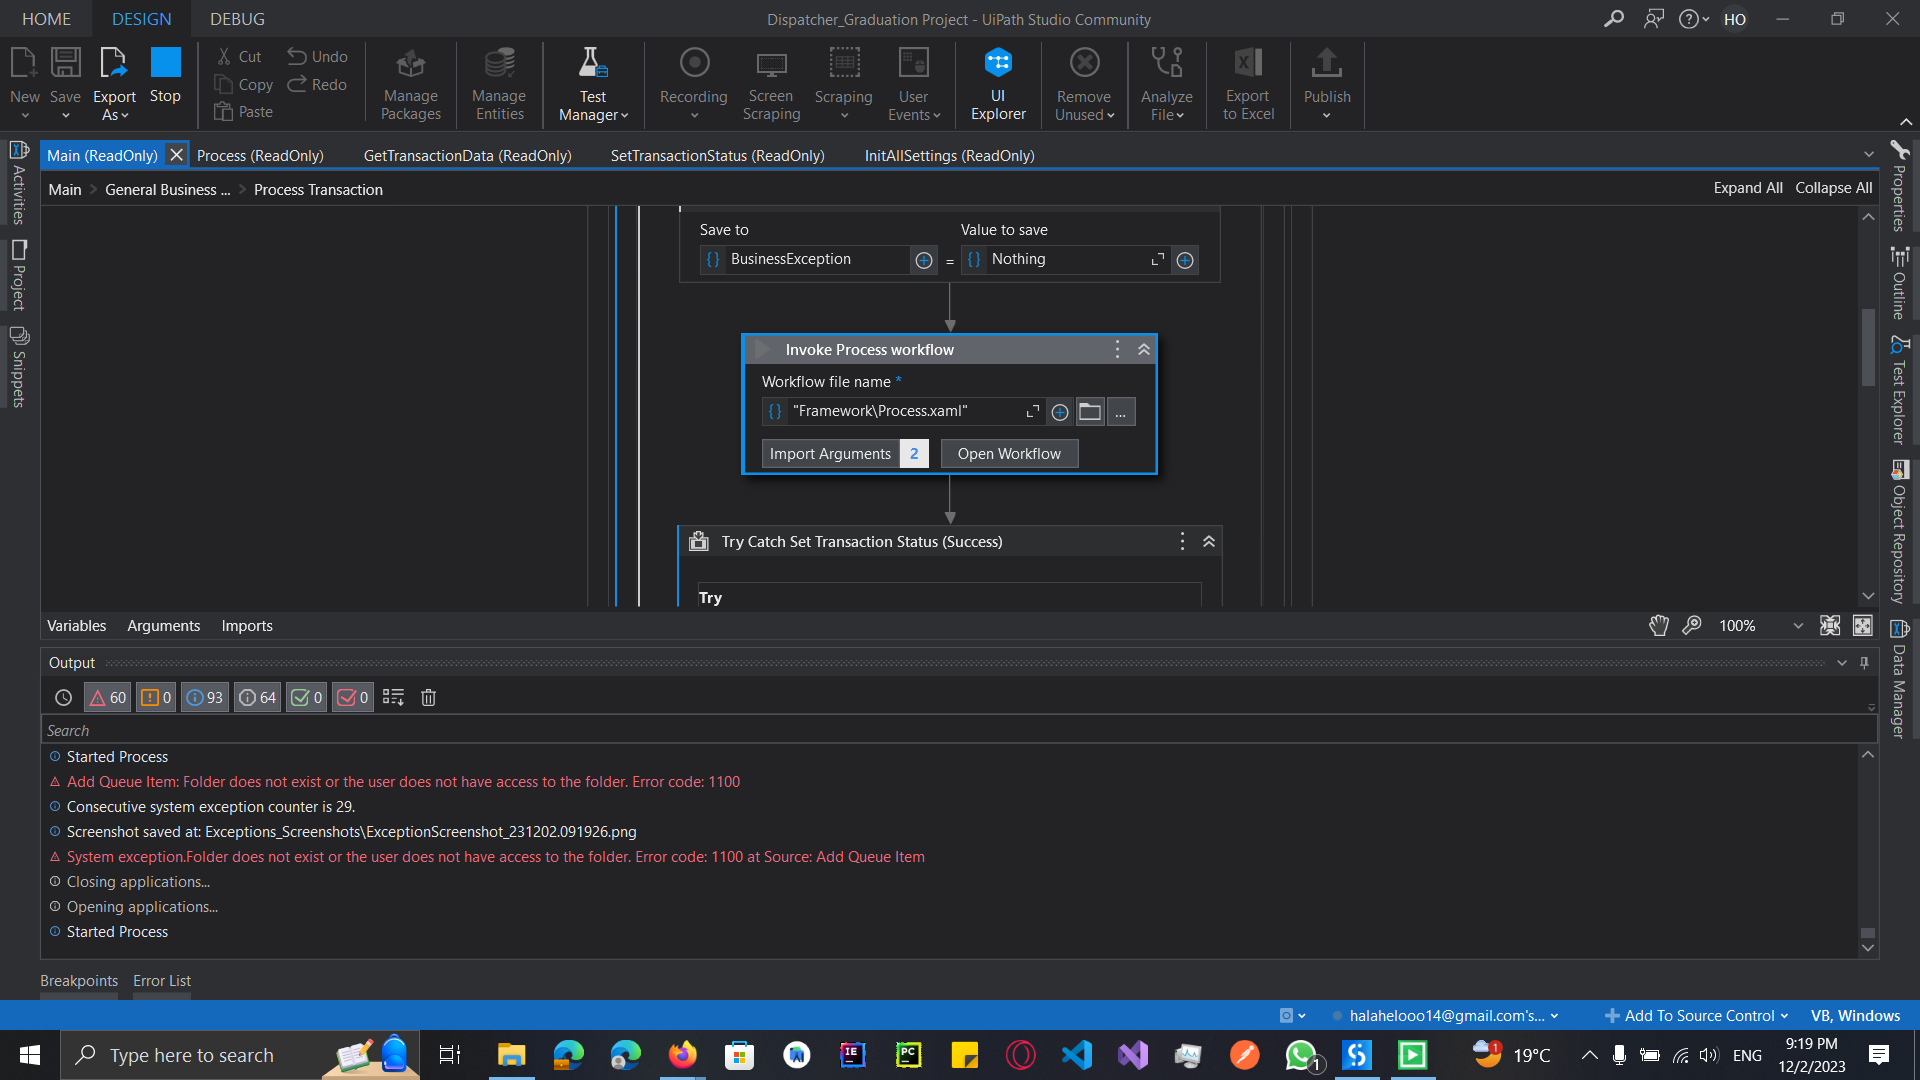 HOME DESIGN DEBUG
Dispatcher_Graduation Project - UiPath Studio Community
HO
New Save Export As Stop
Cut Undo
Copy Redo
Paste
Manage Packages
Manage Entities
Test Manager
Recording
Screen Scraping
Scraping
User Events
UI Explorer
Remove Unused
Analyze File
Export to Excel
Publish
Main (ReadOnly) Process (ReadOnly) GetTransactionData (ReadOnly) SetTransactionStatus (ReadOnly) InitAllSettings (ReadOnly)
Main > General Business ... > Process Transaction
Expand All Collapse All
Activities
Project
Snippets
Properties
Outline
Test Explorer
Object Repository
Data Manager
Save to Value to save
BusinessException = Nothing
Invoke Process workflow
Workflow file name *
"Framework\Process.xaml" ...
Import Arguments 2 Open Workflow
Try Catch Set Transaction Status (Success)
Try
Variables Arguments Imports
100%
Output
60 0 93 64 0 0
Search
Started Process
Add Queue Item: Folder does not exist or the user does not have access to the folder. Error code: 1100
Consecutive system exception counter is 29.
Screenshot saved at: Exceptions_Screenshots\ExceptionScreenshot_231202.091926.png
System exception.Folder does not exist or the user does not have access to the folder. Error code: 1100 at Source: Add Queue Item
Closing applications...
Opening applications...
Started Process
Breakpoints Error List
halahelooo14@gmail.com's... Add To Source Control VB, Windows
Type here to search
IE
PC
1
1
19°C
ENG
9:19 PM
12/2/2023